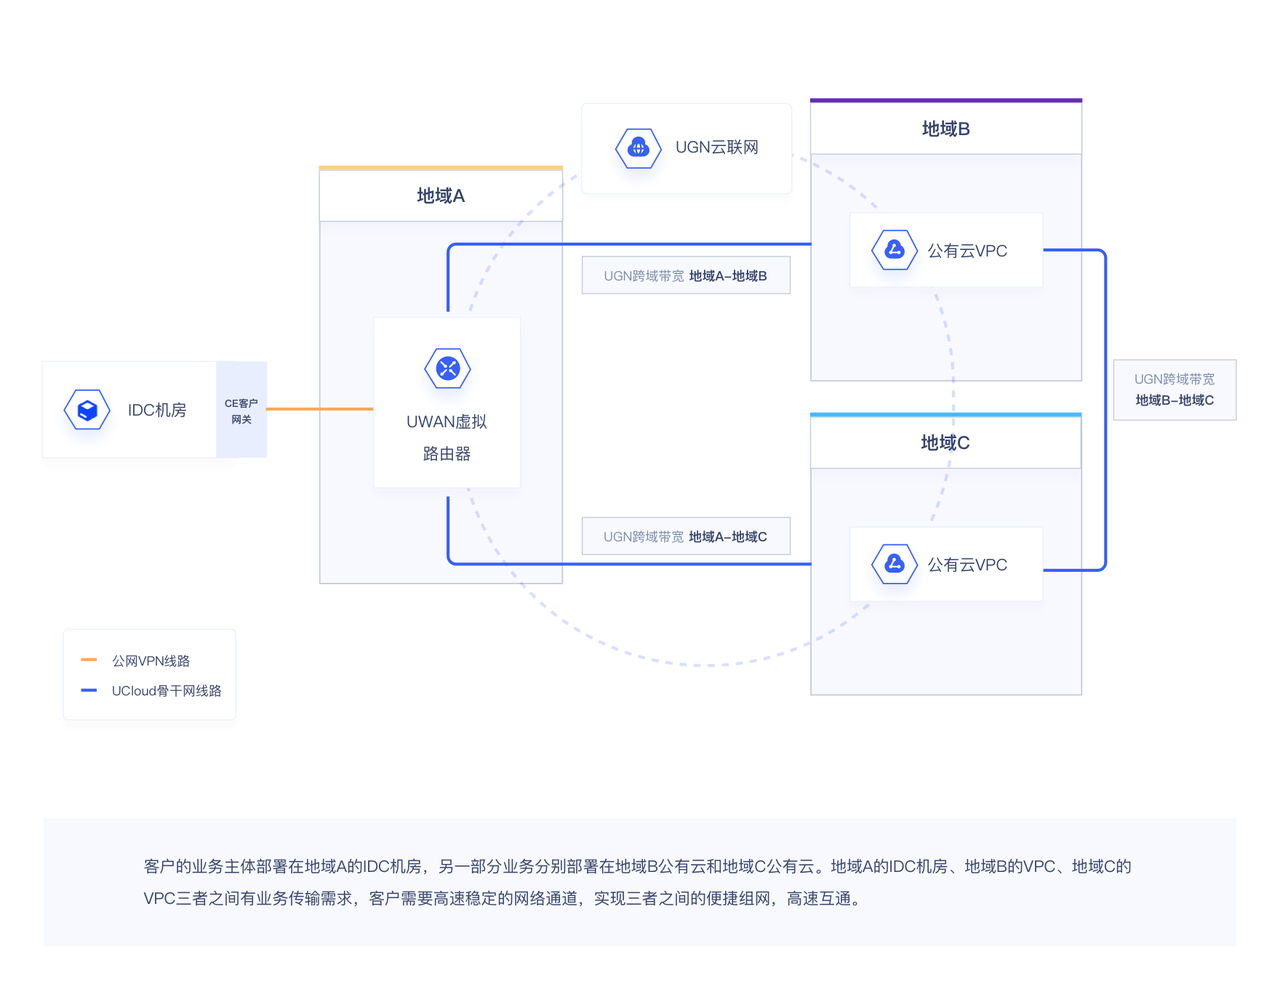 地域B
UGN云联网
地域A
公有云VPC
UGN跨域带宽 地域A-地域B
IDC机房
CE客户
网关
UWAN虚拟
路由器
UGN跨域带宽
地域B-地域C
地域C
UGN跨域带宽 地域A-地域C
公有云VPC
公网VPN线路
UCloud骨干网线路
客户的业务主体部署在地域A的IDC机房，另一部分业务分别部署在地域B公有云和地域C公有云。地域A的IDC机房、地域B的VPC、地域C的
VPC三者之间有业务传输需求，客户需要高速稳定的网络通道，实现三者之间的便捷组网，高速互通。